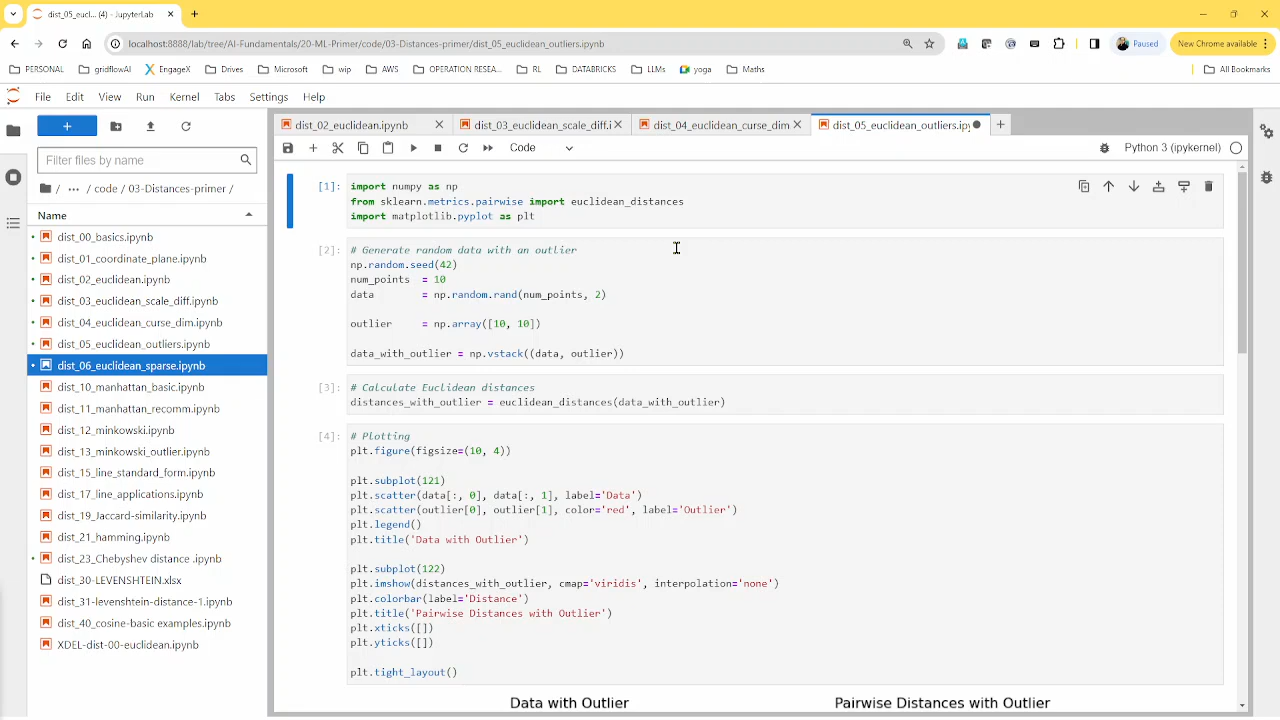 dist_05_eucl... (4) - JupyterLab
localhost:8888/lab/tree/AI-Fundamentals/20-ML-Primer/code/03-Distances-primer/dist_05_euclidean_outliers.ipynb
Paused
New Chrome available
PERSONAL
gridflowAI
EngageX
Drives
Microsoft
wip
AWS
OPERATION RESEA...
RL
DATABRICKS
LLMs
yoga
Maths
All Bookmarks
File Edit View Run Kernel Tabs Settings Help
dist_02_euclidean.ipynb
dist_03_euclidean_scale_diff.i
dist_04_euclidean_curse_dim
dist_05_euclidean_outliers.ipy
Filter files by name
Code
Python 3 (ipykernel)
/ ... / code / 03-Distances-primer /
Name
dist_00_basics.ipynb
dist_01_coordinate_plane.ipynb
dist_02_euclidean.ipynb
dist_03_euclidean_scale_diff.ipynb
dist_04_euclidean_curse_dim.ipynb
dist_05_euclidean_outliers.ipynb
dist_06_euclidean_sparse.ipynb
dist_10_manhattan_basic.ipynb
dist_11_manhattan_recomm.ipynb
dist_12_minkowski.ipynb
dist_13_minkowski_outlier.ipynb
dist_15_line_standard_form.ipynb
dist_17_line_applications.ipynb
dist_19_Jaccard-similarity.ipynb
dist_21_hamming.ipynb
dist_23_Chebyshev distance .ipynb
dist_30-LEVENSHTEIN.xlsx
dist_31-levenshtein-distance-1.ipynb
dist_40_cosine-basic examples.ipynb
XDEL-dist-00-euclidean.ipynb
[1]: import numpy as np
from sklearn.metrics.pairwise import euclidean_distances
import matplotlib.pyplot as plt
[2]: # Generate random data with an outlier
np.random.seed(42)
num_points = 10
data = np.random.rand(num_points, 2)
outlier = np.array([10, 10])
data_with_outlier = np.vstack((data, outlier))
[3]: # Calculate Euclidean distances
distances_with_outlier = euclidean_distances(data_with_outlier)
[4]: # Plotting
plt.figure(figsize=(10, 4))
plt.subplot(121)
plt.scatter(data[:, 0], data[:, 1], label='Data')
plt.scatter(outlier[0], outlier[1], color='red', label='Outlier')
plt.legend()
plt.title('Data with Outlier')
plt.subplot(122)
plt.imshow(distances_with_outlier, cmap='viridis', interpolation='none')
plt.colorbar(label='Distance')
plt.title('Pairwise Distances with Outlier')
plt.xticks([])
plt.yticks([])
plt.tight_layout()
Data with Outlier
Pairwise Distances with Outlier